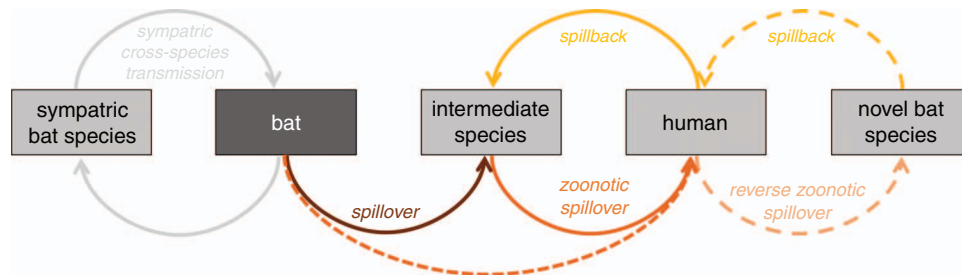 sympatric
cross-species
transmission
spillback
spillback
sympatric
bat species
bat
intermediate
species
human
novel bat
species
spillover
zoonotic
spillover
reverse zoonotic
spillover